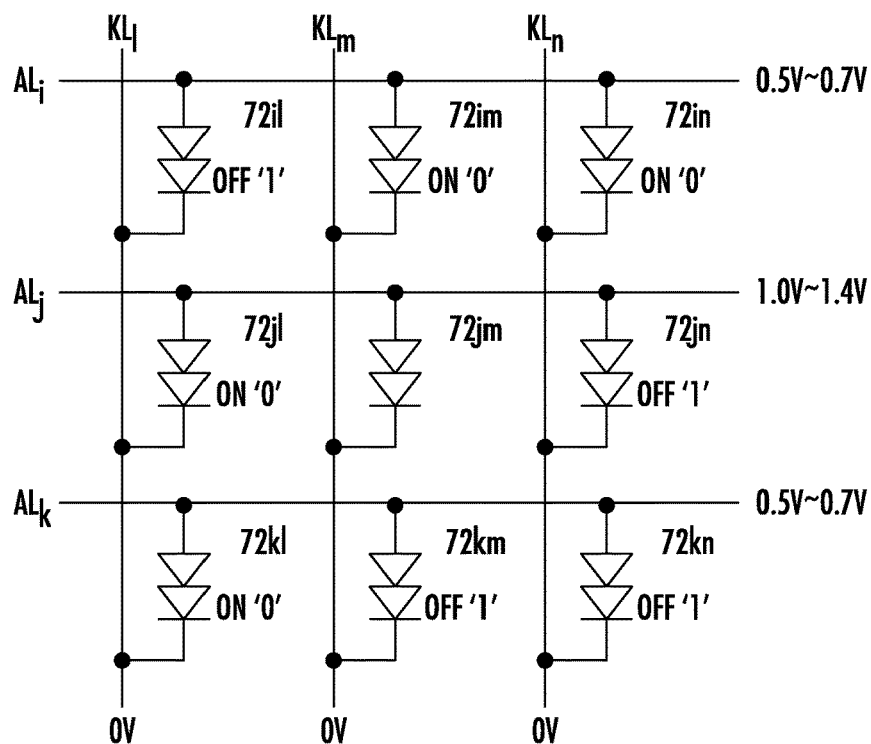 KLl KLm KLn
ALi 0.5V~0.7V
72il 72im 72in
OFF '1' ON '0' ON '0'
ALj 1.0V~1.4V
72jl 72jm 72jn
ON '0' OFF '1'
ALk 0.5V~0.7V
72kl 72km 72kn
ON '0' OFF '1' OFF '1'
0V 0V 0V